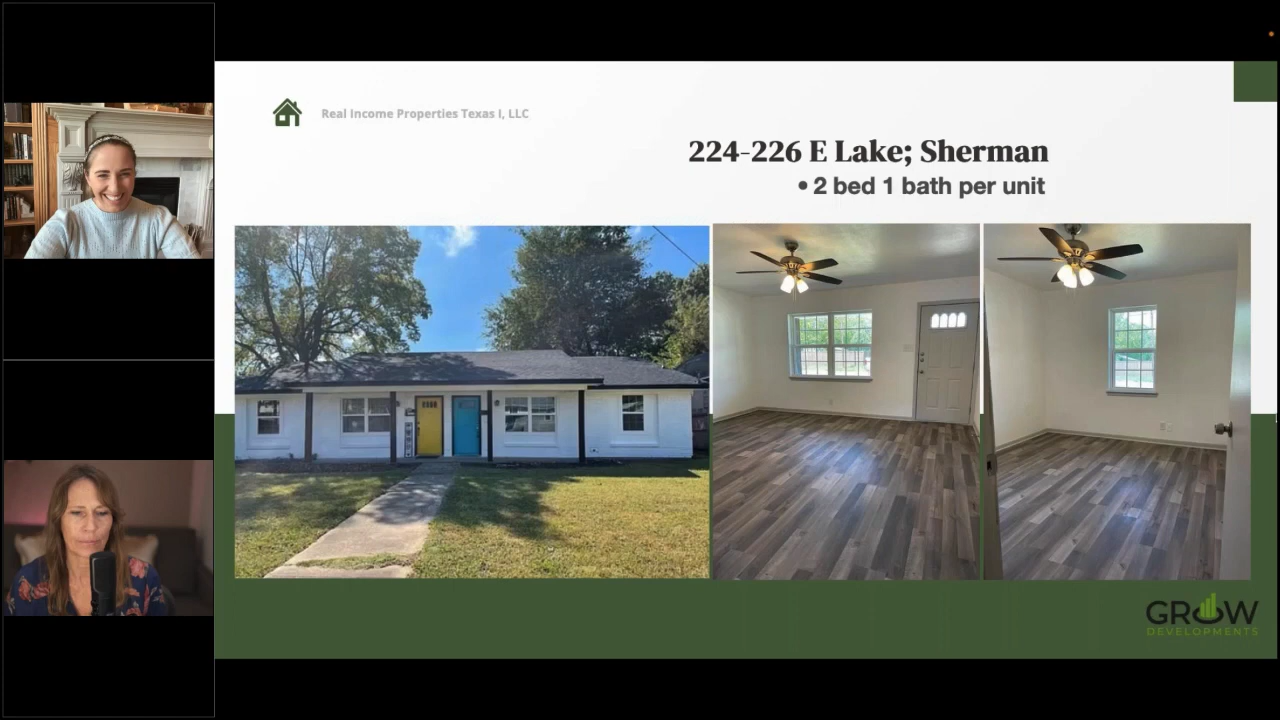 Real Income Properties Texas I, LLC
224-226 E Lake; Sherman
• 2 bed 1 bath per unit
GROW
DEVELOPMENTS